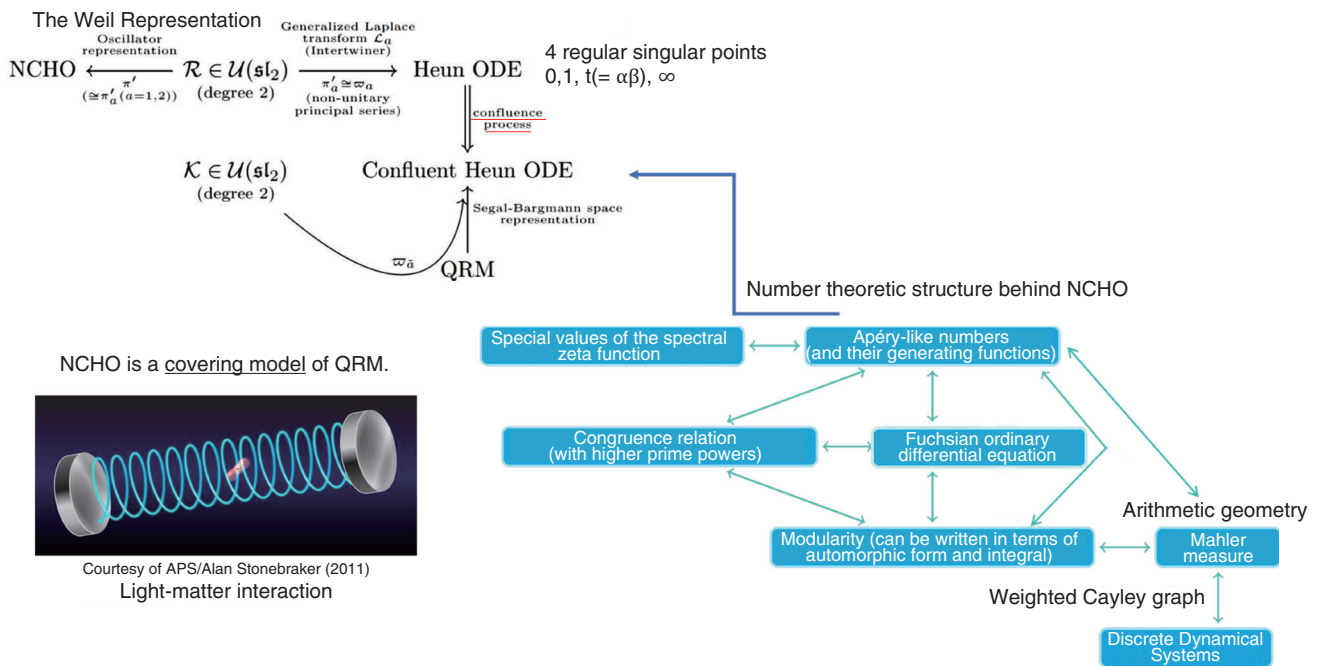 The Weil Representation
Oscillator
representation
Generalized Laplace
transform ℒₐ
(Intertwiner)
NCHO
ℛ ∈ 𝒰(𝔰𝔩₂)
Heun ODE
π′
(≅π′ₐ (a=1,2))
(degree 2)
π′ₐ ≅ ϖₐ
(non-unitary
principal series)
4 regular singular points
0,1, t(= αβ), ∞
confluence
process
𝒦 ∈ 𝒰(𝔰𝔩₂)
(degree 2)
Confluent Heun ODE
Segal-Bargmann space
representation
ϖ_ã
QRM
Number theoretic structure behind NCHO
Special values of the spectral
zeta function
Apéry-like numbers
(and their generating functions)
Congruence relation
(with higher prime powers)
Fuchsian ordinary
differential equation
Modularity (can be written in terms of
automorphic form and integral)
Arithmetic geometry
Mahler
measure
Weighted Cayley graph
Discrete Dynamical
Systems
NCHO is a covering model of QRM.
Courtesy of APS/Alan Stonebraker (2011)
Light-matter interaction